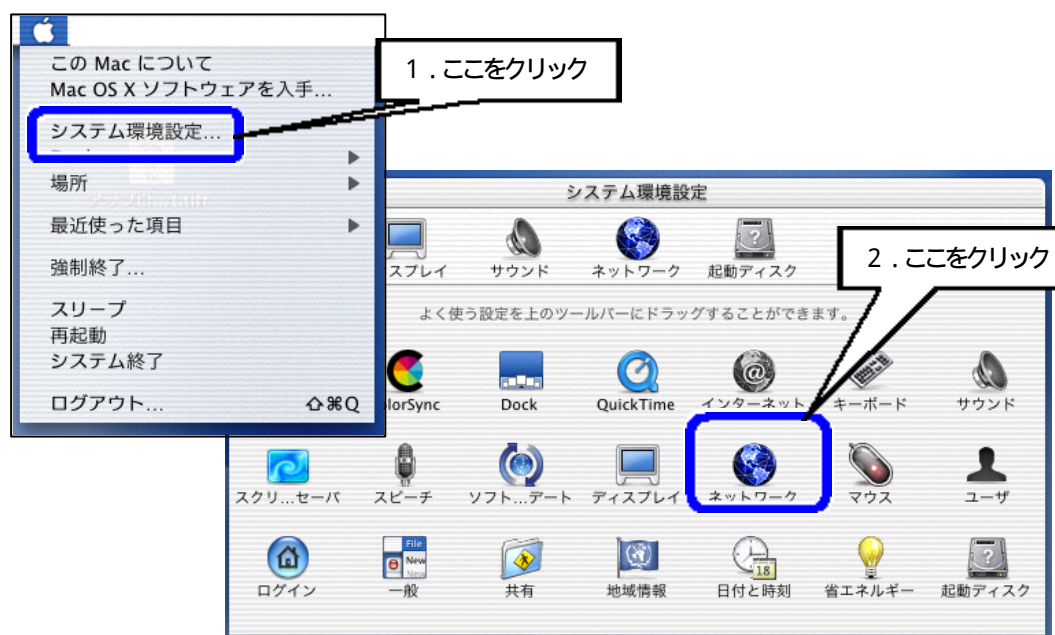 このMac について
Mac OS X ソフトウェアを入手...
システム環境設定...
場所
最近使った項目
強制終了...
スリープ
再起動
システム終了
ログアウト... ⇧⌘Q
1.ここをクリック
システム環境設定
スプレイ サウンド ネットワーク 起動ディスク
2.ここをクリック
よく使う設定を上のツールバーにドラッグすることができます。
lorSync Dock QuickTime インターネット キーボード サウンド
スクリ...セーバ スピーチ ソフト...デート ディスプレイ ネットワーク マウス ユーザ
File
New
New
18
ログイン 一般 共有 地域情報 日付と時刻 省エネルギー 起動ディスク